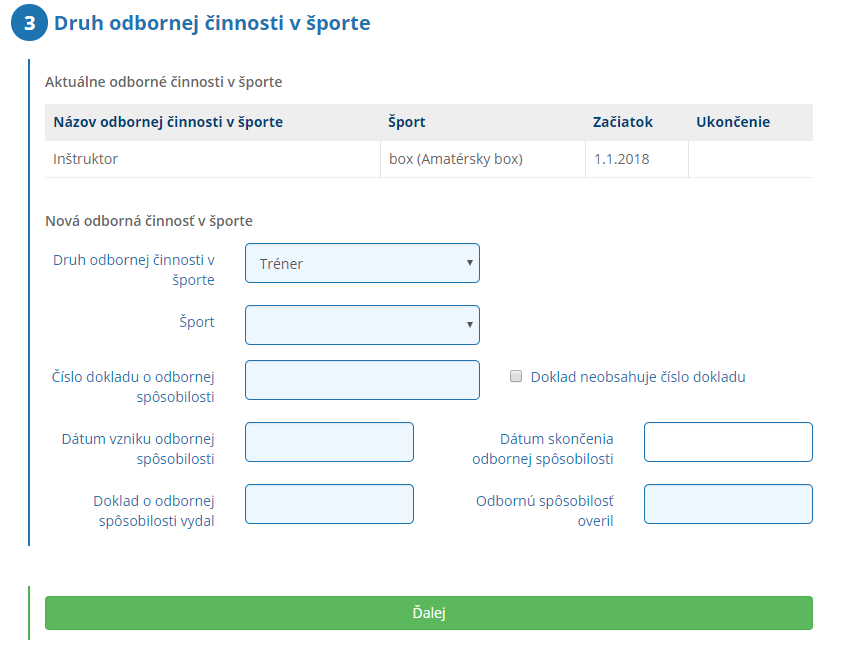 3 Druh odbornej činnosti v športe
Aktuálne odborné činnosti v športe
Názov odbornej činnosti v športe Šport Začiatok Ukončenie
Inštruktor box (Amatérsky box) 1.1.2018
Nová odborná činnosť v športe
Druh odbornej činnosti v
športe
Tréner
Šport
Číslo dokladu o odbornej
spôsobilosti
Doklad neobsahuje číslo dokladu
Dátum vzniku odbornej
spôsobilosti
Dátum skončenia
odbornej spôsobilosti
Doklad o odbornej
spôsobilosti vydal
Odbornú spôsobilosť
overil
Ďalej